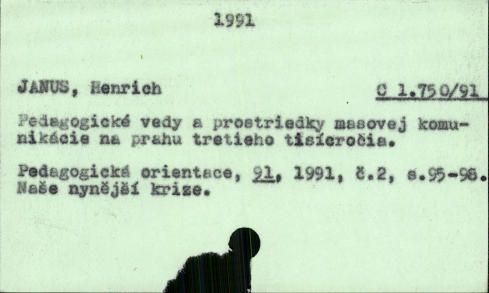 1991
JANUS, Henrich C 1.750/91
Pedagogické vedy a prostriedky masovej komu-
nikácie na prahu tretieho tisícročia.
Pedagogická orientace, 91, 1991, č.2, s.95-98.
Naše nynější krize.